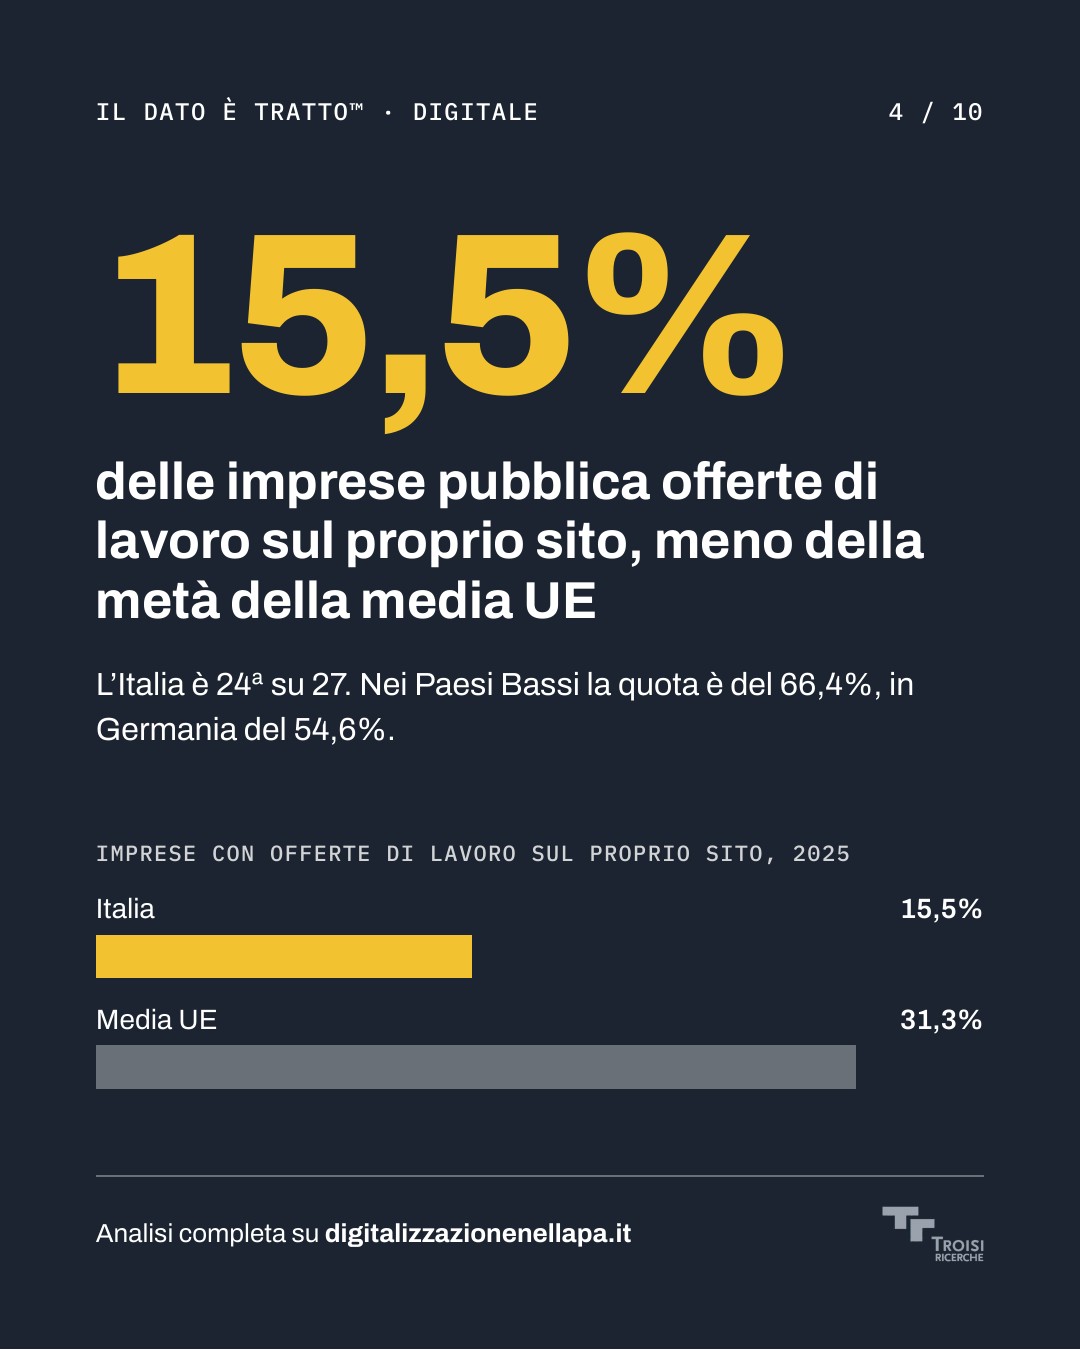 IL DATO È TRATTO™ · DIGITALE
4 / 10
15,5%
delle imprese pubblica offerte di
lavoro sul proprio sito, meno della
metà della media UE
L’Italia è 24ª su 27. Nei Paesi Bassi la quota è del 66,4%, in
Germania del 54,6%.
IMPRESE CON OFFERTE DI LAVORO SUL PROPRIO SITO, 2025
Italia
15,5%
Media UE
31,3%
Analisi completa su digitalizzazionenellapa.it
TROISI
RICERCHE